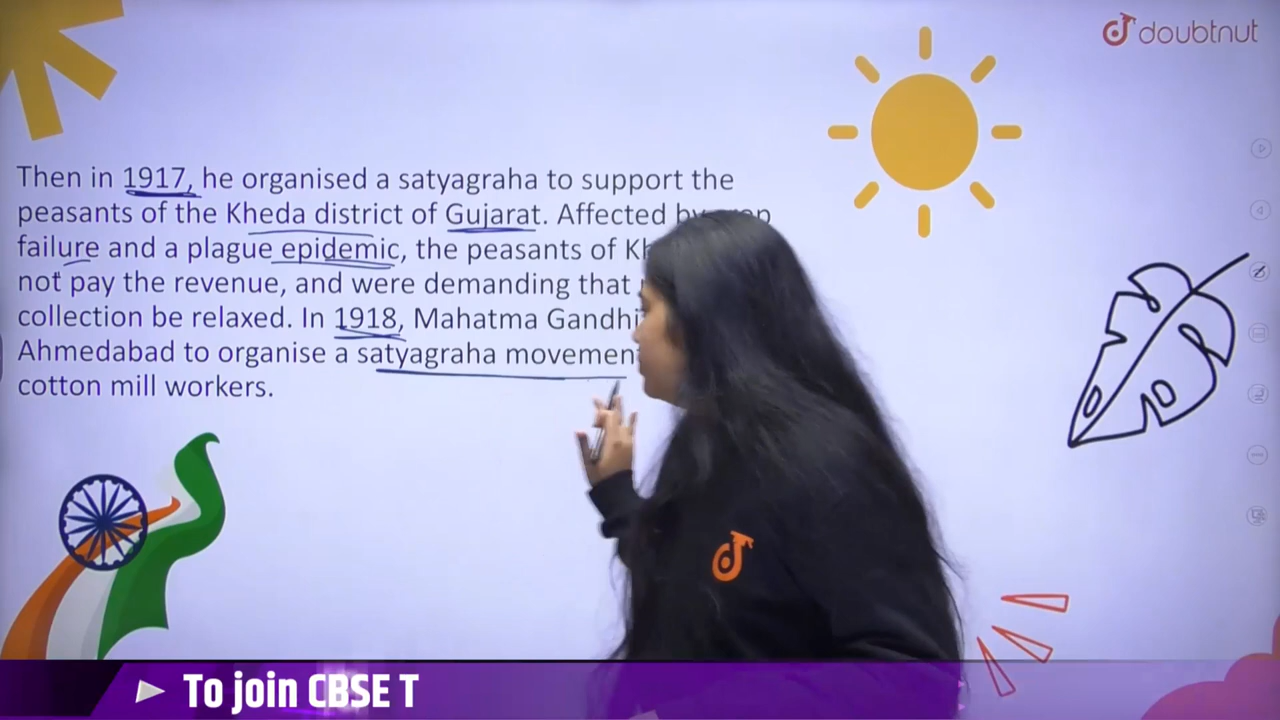 doubtnut
Then in 1917, he organised a satyagraha to support the
peasants of the Kheda district of Gujarat. Affected by
failure and a plague epidemic, the peasants of
not pay the revenue, and were demanding that
collection be relaxed. In 1918, Mahatma Gandhi
Ahmedabad to organise a satyagraha movement
cotton mill workers.
To join CBSE T